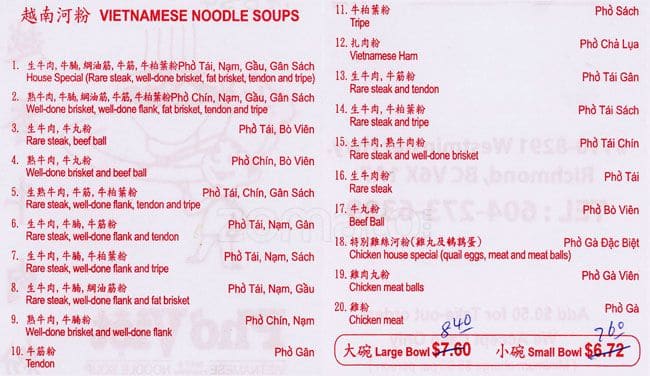 越南河粉 VIETNAMESE NOODLE SOUPS
1. 生牛肉, 牛腩, 網油筋, 牛筋, 牛柏葉粉 Phở Tái, Nạm, Gầu, Gân Sách
House Special (Rare steak, well-done brisket, fat brisket, tendon and tripe)
2. 熟牛肉, 牛腩, 網油筋, 牛筋, 牛柏葉粉 Phở Chín, Nạm, Gầu, Gân Sách
Well-done brisket, well-done flank, fat brisket, tendon and tripe
3. 生牛肉, 牛丸粉 Phở Tái, Bò Viên
Rare steak, beef ball
4. 熟牛肉, 牛丸粉 Phở Chín, Bò Viên
Well-done brisket and beef ball
5. 生熟牛肉, 牛筋, 牛柏葉粉 Phở Tái, Chín, Gân Sách
Rare steak, well-done flank, tendon and tripe
6. 生牛肉, 牛腩, 牛筋粉 Phở Tái, Nạm, Gân
Rare steak, well-done flank and tendon
7. 生牛肉, 牛腩, 牛柏葉粉 Phở Tái, Nạm, Sách
Rare steak, well-done flank and tripe
8. 生牛肉, 牛腩, 網油筋粉 Phở Tái, Nạm, Gầu
Rare steak, well-done flank and fat brisket
9. 熟牛肉, 牛腩粉 Phở Chín, Nạm
Well-done brisket and well-done flank
10. 牛筋粉 Phở Gân
Tendon
11. 牛柏葉粉 Phở Sách
Tripe
12. 扎肉粉 Phở Chả Lụa
Vietnamese Ham
13. 生牛肉, 牛筋粉 Phở Tái Gân
Rare steak and tendon
14. 生牛肉, 牛柏葉粉 Phở Tái Sách
Rare steak and tripe
15. 生牛肉, 熟牛肉粉 Phở Tái Chín
Rare steak and well-done brisket
16. 生牛肉粉 Phở Tái
Rare steak
17. 牛丸粉 Phở Bò Viên
Beef Ball
18. 特別雞絲河粉 (雞丸及鵪鶉蛋) Phở Gà Đặc Biệt
Chicken house special (quail eggs, meat and meat balls)
19. 雞肉丸粉 Phở Gà Viên
Chicken meat balls
20. 雞粉 Phở Gà
Chicken meat
8 40 7 60
大碗 Large Bowl $7.60 小碗 Small Bowl $6.72
zomato